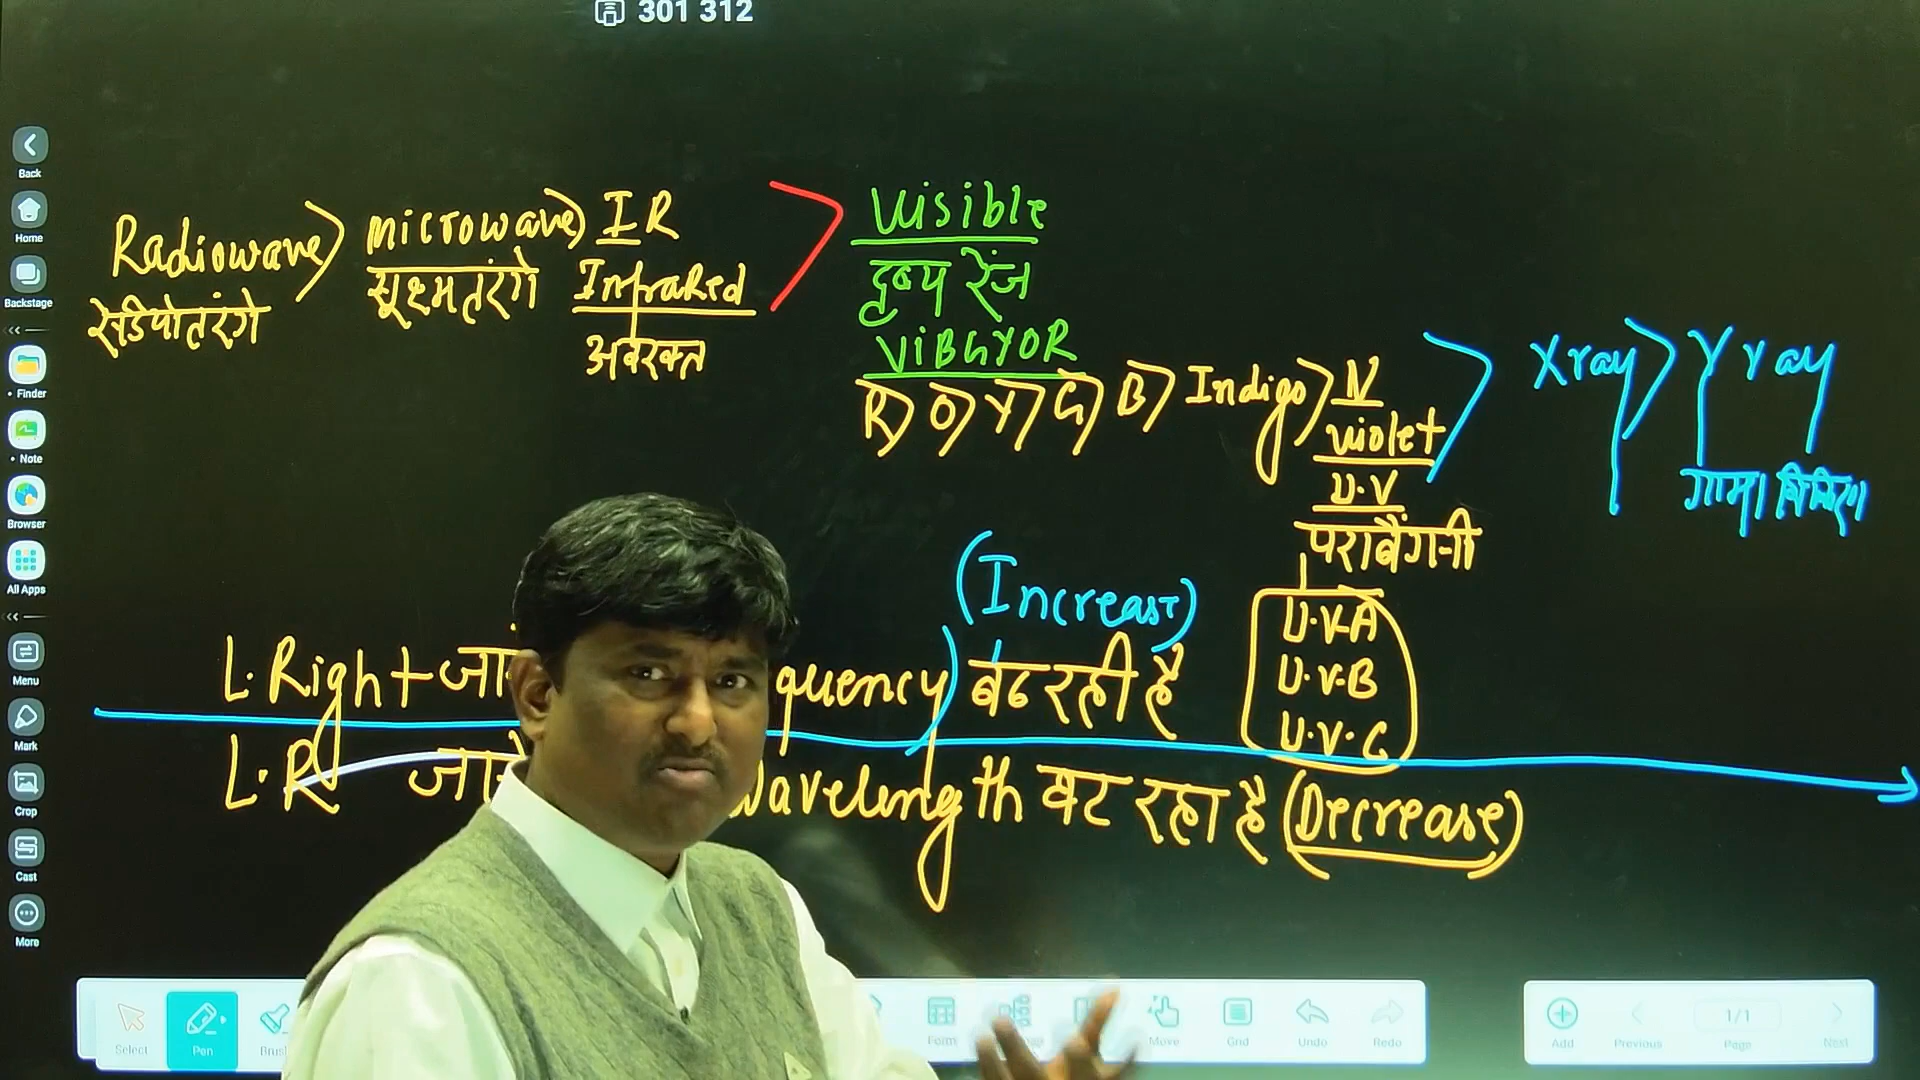 301 312
Back
Home
Backstage
Finder
Note
Browser
All Apps
Menu
Mark
Crop
Cast
More
Radiowave > microwave > IR > Visible
रेडियोतरंगे सूक्ष्मतरंगे InfraRed दृश्य रेंज
अवरक्त VIBGYOR
R > O > Y > G > B > Indigo > V > Xray > γ ray
violet
U.V गामा
पराबैंगनी
(Increase) U.V.A
L.Right जा quency) बढ रही है U.V.B
U.V.C
L.R जाने wavelength घट रहा है (Decrease)
Select Pen Brush Form Move Grid Undo Redo
Add Previous 1/1 Page Next